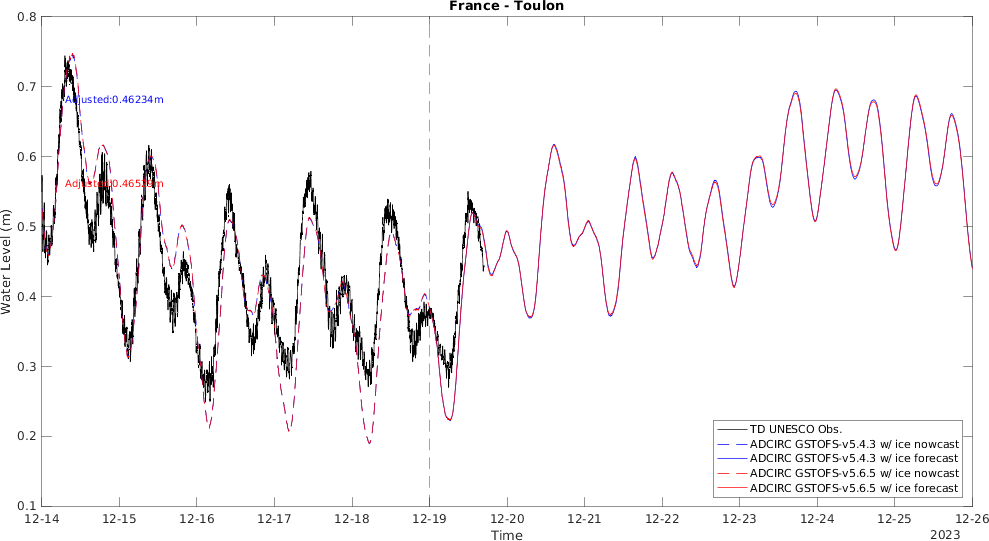 France - Toulon
0.8
0.7
0.6
0.5
0.4
0.3
0.2
0.1
Water Level (m)
Adjusted:0.46234m
TD UNESCO Obs.
ADCIRC GSTOFS-v5.4.3 w/ ice nowcast
ADCIRC GSTOFS-v5.4.3 w/ ice forecast
ADCIRC GSTOFS-v5.6.5 w/ ice nowcast
ADCIRC GSTOFS-v5.6.5 w/ ice forecast
12-14 12-15 12-16 12-17 12-18 12-19 12-20 12-21 12-22 12-23 12-24 12-25 12-26
Time
2023